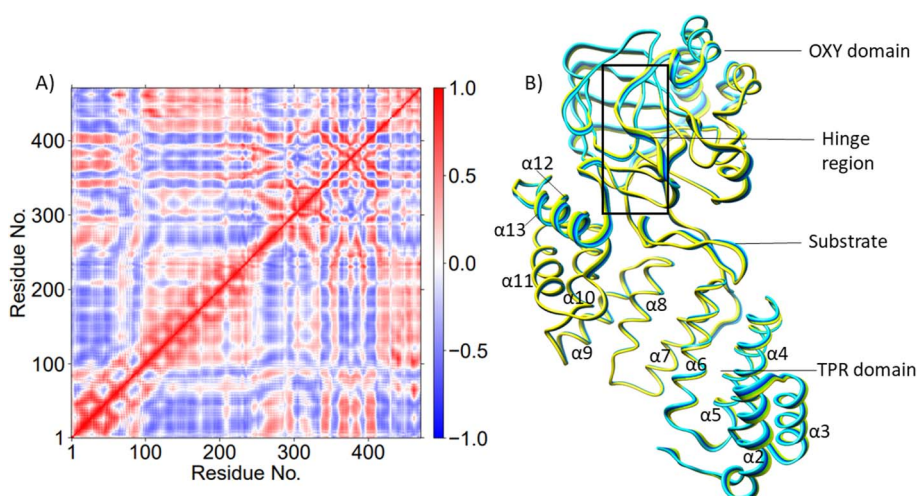 A)
Residue No.
400
300
200
100
1
1 100 200 300 400
Residue No.
1.0
0.5
0.0
−0.5
−1.0
B)
OXY domain
Hinge
region
Substrate
TPR domain
α12
α13
α11
α10
α9
α8
α7
α6
α4
α5
α3
α2